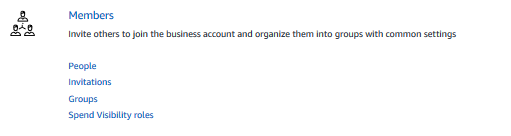 Members
Invite others to join the business account and organize them into groups with common settings
People
Invitations
Groups
Spend Visibility roles